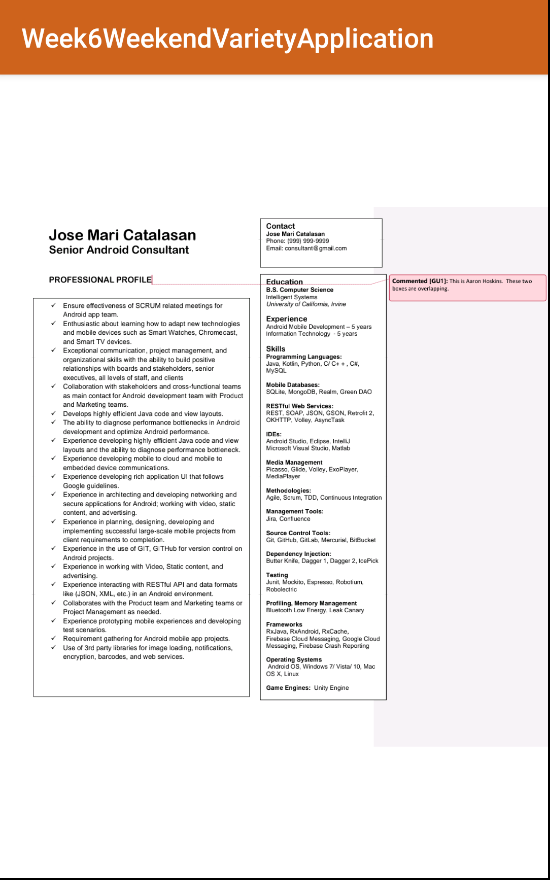 Week6WeekendVarietyApplication
Jose Mari Catalasan
Senior Android Consultant
PROFESSIONAL PROFILE
✓ Ensure effectiveness of SCRUM related meetings for
Android app team.
✓ Enthusiastic about learning how to adapt new technologies
and mobile devices such as Smart Watches, Chromecast,
and Smart TV devices.
✓ Exceptional communication, project management, and
organizational skills with the ability to build positive
relationships with boards and stakeholders, senior
executives, all levels of staff, and clients
✓ Collaboration with stakeholders and cross-functional teams
as main contact for Android development team with Product
and Marketing teams.
✓ Develops highly efficient Java code and view layouts.
✓ The ability to diagnose performance bottlenecks in Android
development and optimize Android performance.
✓ Experience developing highly efficient Java code and view
layouts and the ability to diagnose performance bottleneck.
✓ Experience developing mobile to cloud and mobile to
embedded device communications.
✓ Experience developing rich application UI that follows
Google guidelines.
✓ Experience in architecting and developing networking and
secure applications for Android; working with video, static
content, and advertising.
✓ Experience in planning, designing, developing and
implementing successful large-scale mobile projects from
client requirements to completion.
✓ Experience in the use of GIT, GITHub for version control on
Android projects.
✓ Experience in working with Video, Static content, and
advertising.
✓ Experience interacting with RESTful API and data formats
like (JSON, XML, etc.) in an Android environment.
✓ Collaborates with the Product team and Marketing teams or
Project Management as needed.
✓ Experience prototyping mobile experiences and developing
test scenarios.
✓ Requirement gathering for Android mobile app projects.
✓ Use of 3rd party libraries for image loading, notifications,
encryption, barcodes, and web services.
Contact
Jose Mari Catalasan
Phone: (999) 999-9999
Email: consultant@gmail.com
Education
B.S. Computer Science
Intelligent Systems
University of California, Irvine
Experience
Android Mobile Development – 5 years
Information Technology - 5 years
Skills
Programming Languages:
Java, Kotlin, Python, C/ C+ + , C#,
MySQL
Mobile Databases:
SQLite, MongoDB, Realm, Green DAO
RESTful Web Services:
REST, SOAP, JSON, GSON, Retrofit 2,
OKHTTP, Volley, AsyncTask
IDEs:
Android Studio, Eclipse, IntelliJ
Microsoft Visual Studio, Matlab
Media Management
Picasso, Glide, Volley, ExoPlayer,
MediaPlayer
Methodologies:
Agile, Scrum, TDD, Continuous Integration
Management Tools:
Jira, Confluence
Source Control Tools:
Git, GitHub, GitLab, Mercurial, BitBucket
Dependency Injection:
Butter Knife, Dagger 1, Dagger 2, IcePick
Testing
Junit, Mockito, Espresso, Robotium,
Robolectric
Profiling, Memory Management
Bluetooth Low Energy, Leak Canary
Frameworks
RxJava, RxAndroid, RxCache,
Firebase Cloud Messaging, Google Cloud
Messaging, Firebase Crash Reporting
Operating Systems
Android OS, Windows 7/ Vista/ 10, Mac
OS X, Linux
Game Engines: Unity Engine
Commented [GU1]: This is Aaron Hoskins. These two
boxes are overlapping.